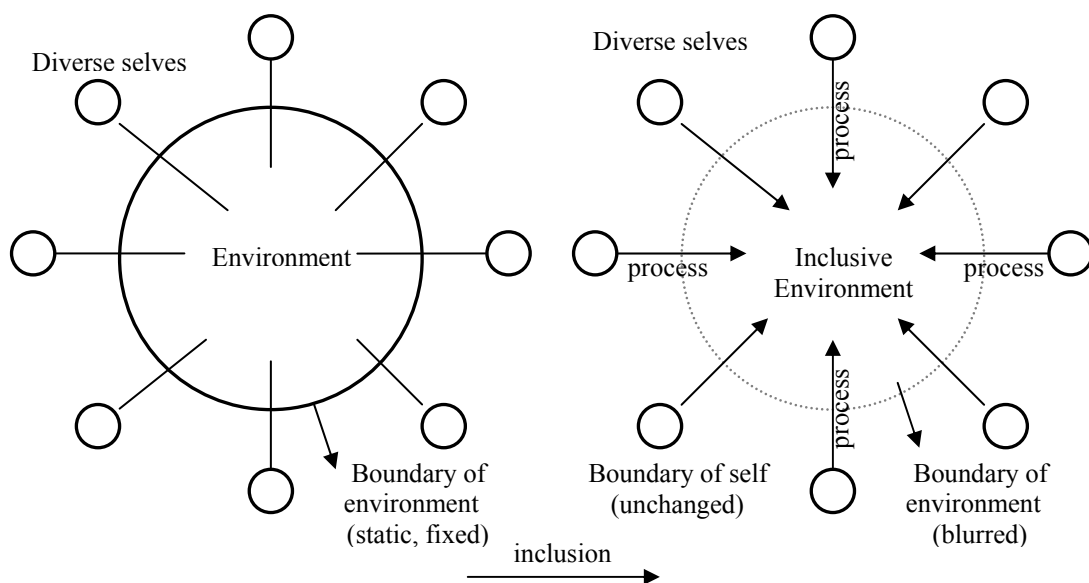 Diverse selves
Environment
Boundary of
environment
(static, fixed)
inclusion
Diverse selves
process
process
process
process
Inclusive
Environment
Boundary of self
(unchanged)
Boundary of
environment
(blurred)